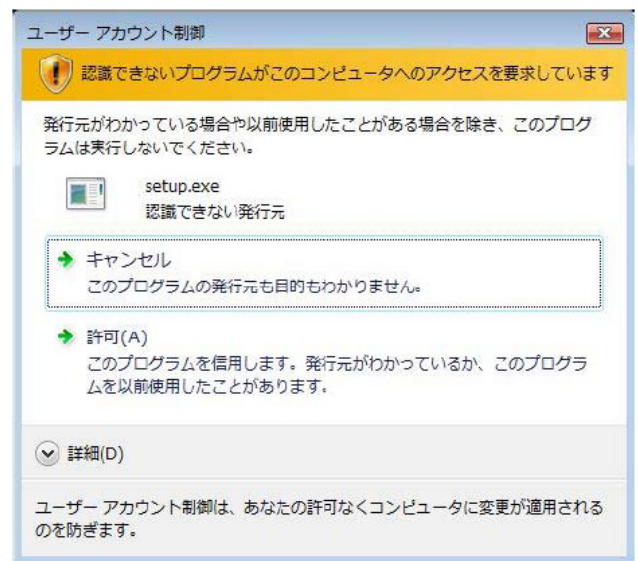 ユーザー アカウント制御
認識できないプログラムがこのコンピュータへのアクセスを要求しています
発行元がわかっている場合や以前使用したことがある場合を除き、このプログ
ラムは実行しないでください。
setup.exe
認識できない発行元
キャンセル
このプログラムの発行元も目的もわかりません。
許可(A)
このプログラムを信用します。発行元がわかっているか、このプログラ
ムを以前使用したことがあります。
詳細(D)
ユーザー アカウント制御は、あなたの許可なくコンピュータに変更が適用される
のを防ぎます。